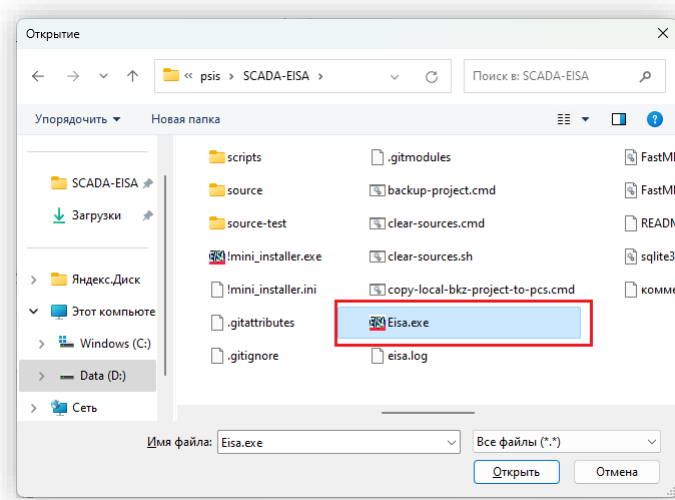 Открытие
« psis > SCADA-EISA >
Поиск в: SCADA-EISA
Упорядочить
Новая папка
SCADA-EISA
Загрузки
Яндекс.Диск
Этот компьюте
Windows (C:)
Data (D:)
Сеть
scripts
source
source-test
!mini_installer.exe
!mini_installer.ini
.gitattributes
.gitignore
.gitmodules
backup-project.cmd
clear-sources.cmd
clear-sources.sh
copy-local-bkz-project-to-pcs.cmd
Eisa.exe
eisa.log
FastM
FastM
READ
sqlite3
комме
Имя файла: Eisa.exe
Все файлы (*.*)
Открыть
Отмена